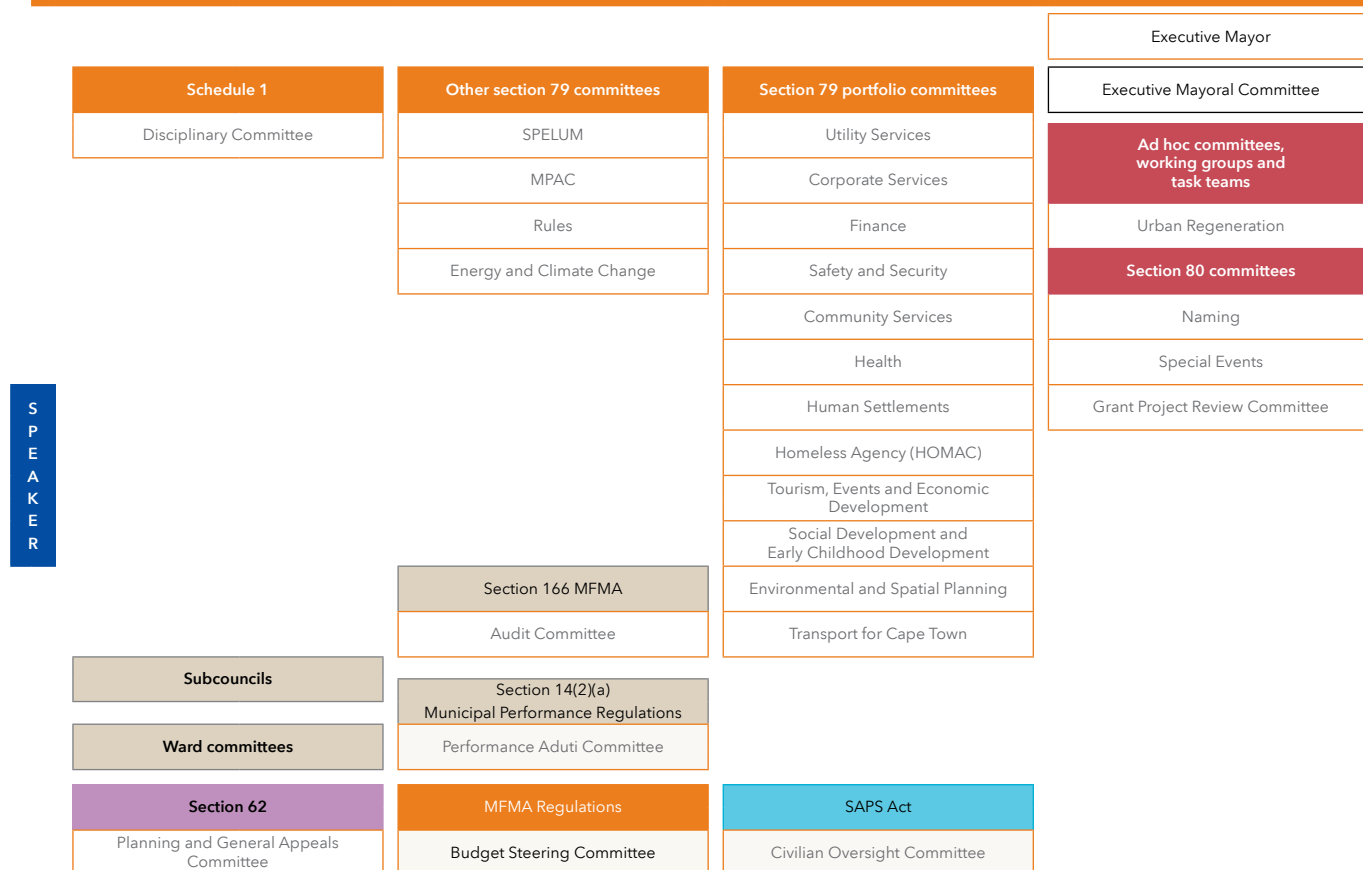 Executive Mayor
Executive Mayoral Committee
Ad hoc committees,
working groups and
task teams
Urban Regeneration
Section 80 committees
Naming
Special Events
Grant Project Review Committee
Schedule 1
Disciplinary Committee
Other section 79 committees
SPELUM
MPAC
Rules
Energy and Climate Change
Section 79 portfolio committees
Utility Services
Corporate Services
Finance
Safety and Security
Community Services
Health
Human Settlements
Homeless Agency (HOMAC)
Tourism, Events and Economic
Development
Social Development and
Early Childhood Development
Environmental and Spatial Planning
Transport for Cape Town
SPEAKER
Section 166 MFMA
Audit Committee
Subcouncils
Ward committees
Section 14(2)(a)
Municipal Performance Regulations
Performance Aduti Committee
Section 62
Planning and General Appeals
Committee
MFMA Regulations
Budget Steering Committee
SAPS Act
Civilian Oversight Committee